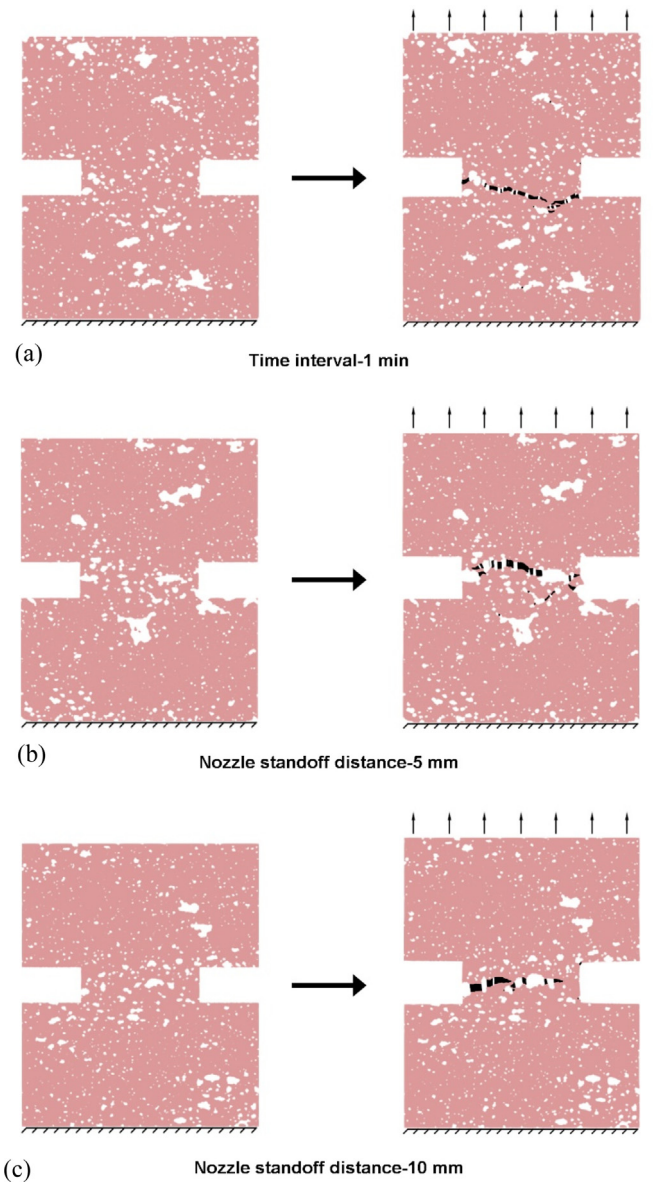 (a)
Time interval-1 min
(b)
Nozzle standoff distance-5 mm
(c)
Nozzle standoff distance-10 mm